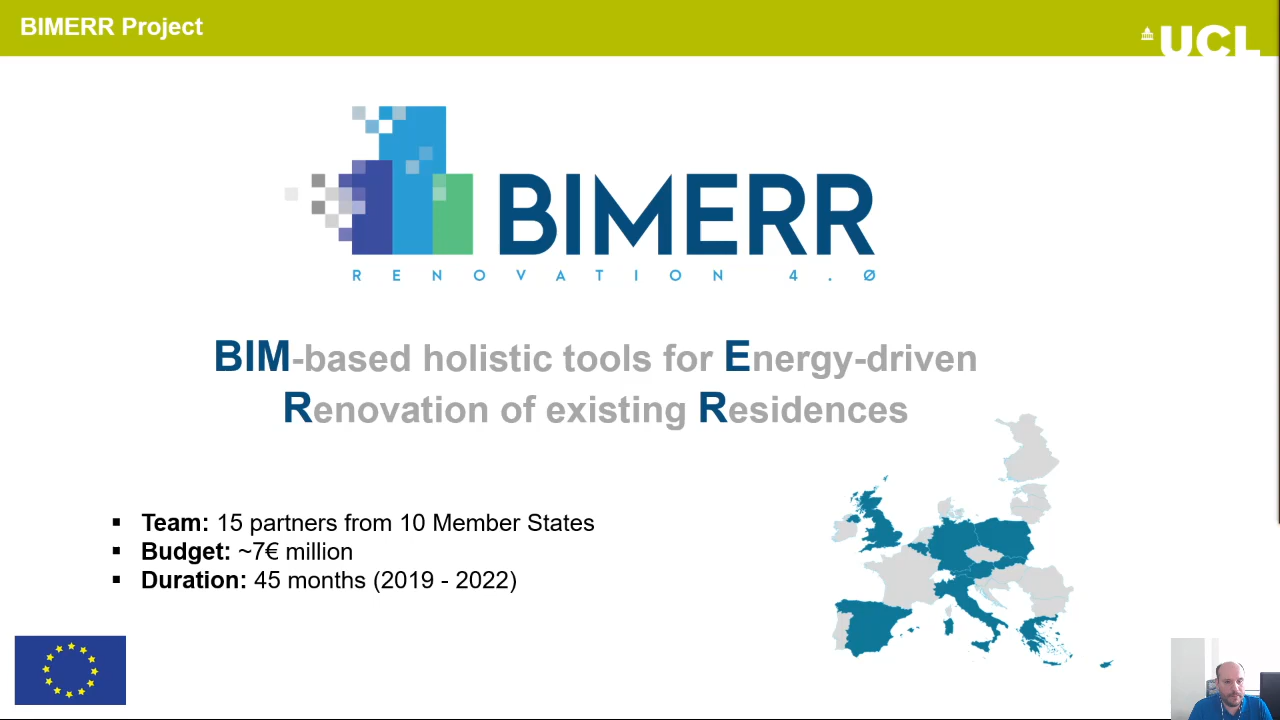 BIMERR Project
UCL
BIMERR
RENOVATION 4.0
BIM-based holistic tools for Energy-driven
Renovation of existing Residences
▪ Team: 15 partners from 10 Member States
▪ Budget: ~7€ million
▪ Duration: 45 months (2019 - 2022)